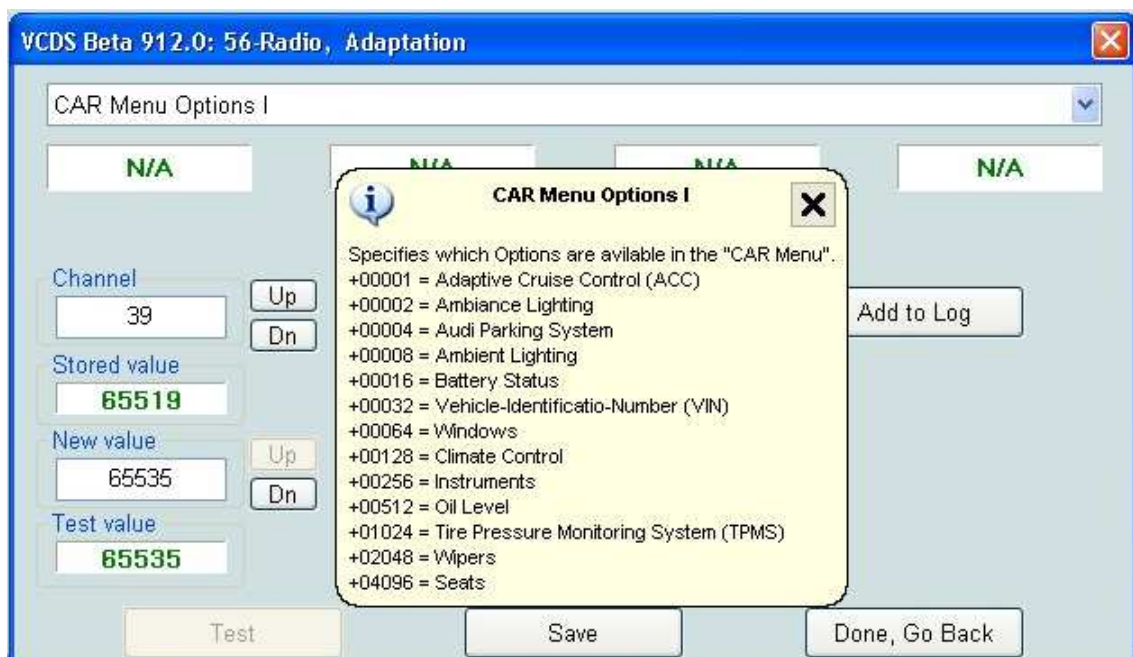 VCDS Beta 912.0: 56-Radio, Adaptation
CAR Menu Options I
N/A
N/A
N/A
N/A
CAR Menu Options I
Specifies which Options are avilable in the "CAR Menu".
+00001 = Adaptive Cruise Control (ACC)
+00002 = Ambiance Lighting
+00004 = Audi Parking System
+00008 = Ambient Lighting
+00016 = Battery Status
+00032 = Vehicle-Identificatio-Number (VIN)
+00064 = Windows
+00128 = Climate Control
+00256 = Instruments
+00512 = Oil Level
+01024 = Tire Pressure Monitoring System (TPMS)
+02048 = Wipers
+04096 = Seats
Channel
39
Up
Dn
Stored value
65519
New value
65535
Up
Dn
Test value
65535
Add to Log
Test
Save
Done, Go Back